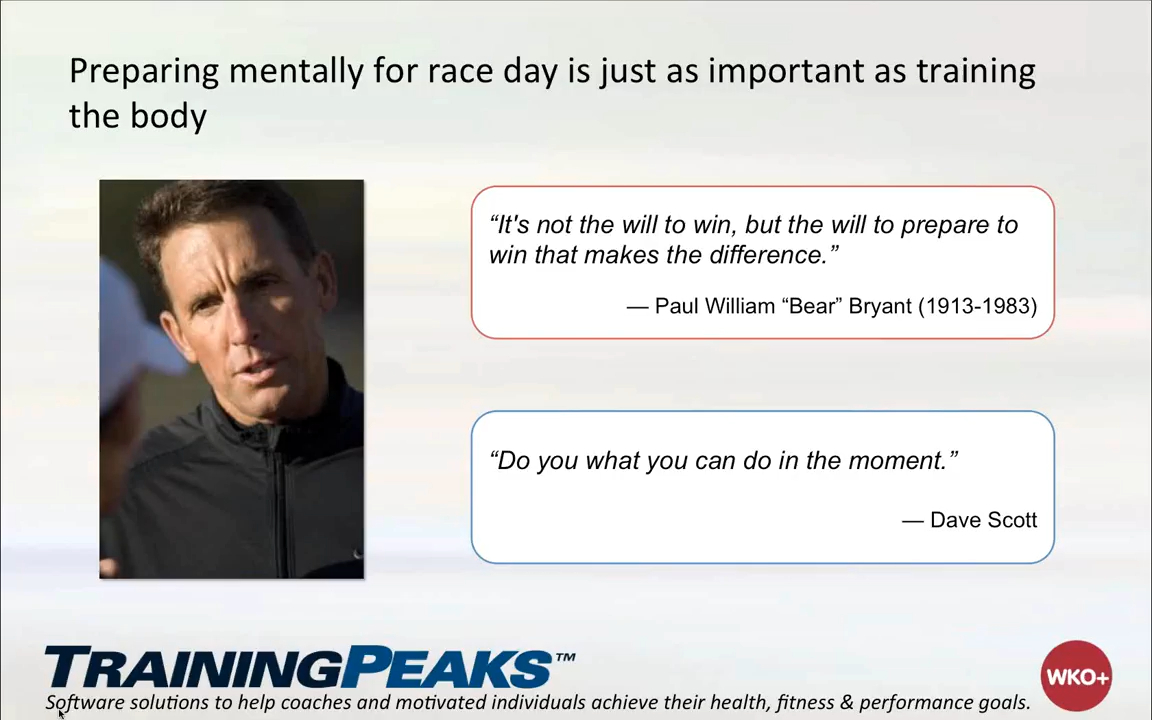 Preparing mentally for race day is just as important as training
the body
“It's not the will to win, but the will to prepare to
win that makes the difference.”
— Paul William “Bear” Bryant (1913-1983)
“Do you what you can do in the moment.”
— Dave Scott
TRAININGPEAKS™
WKO+
Software solutions to help coaches and motivated individuals achieve their health, fitness & performance goals.